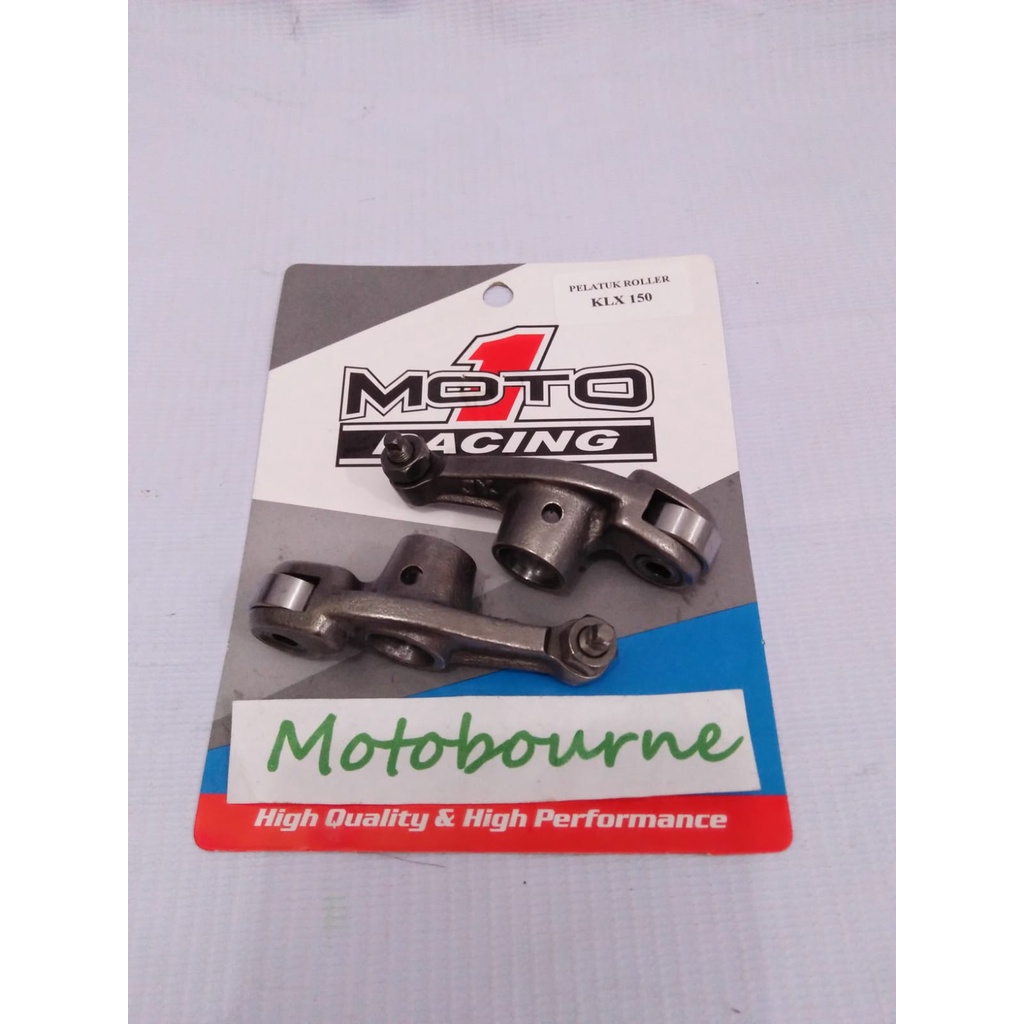 PELATUK ROLLER
KLX 150
1
MOTO
RACING
Motobourne
High Quality & High Performance